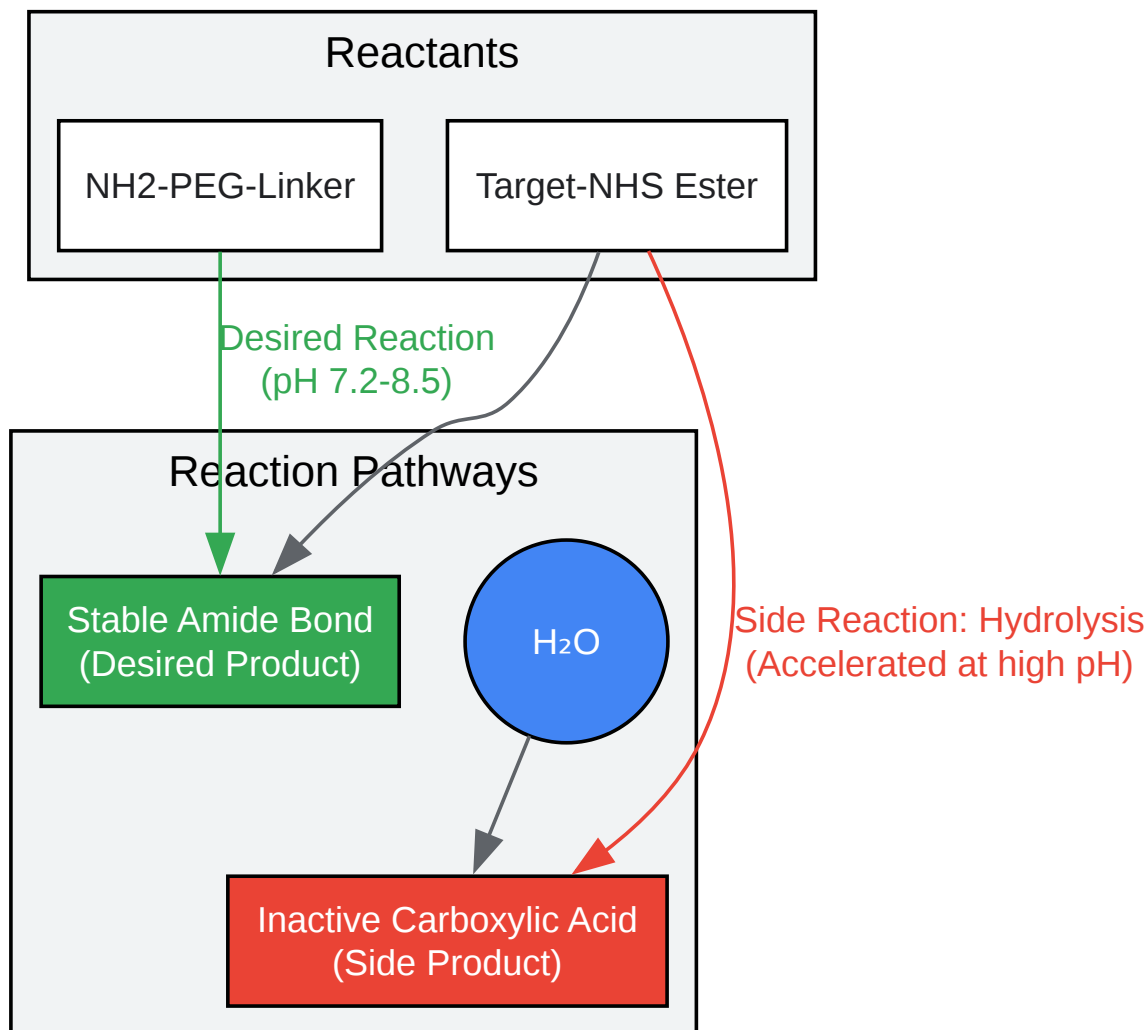 Reactants
NH2-PEG-Linker
Target-NHS Ester
Desired Reaction
(pH 7.2-8.5)
Reaction Pathways
Stable Amide Bond
(Desired Product)
H₂O
Side Reaction: Hydrolysis
(Accelerated at high pH)
Inactive Carboxylic Acid
(Side Product)